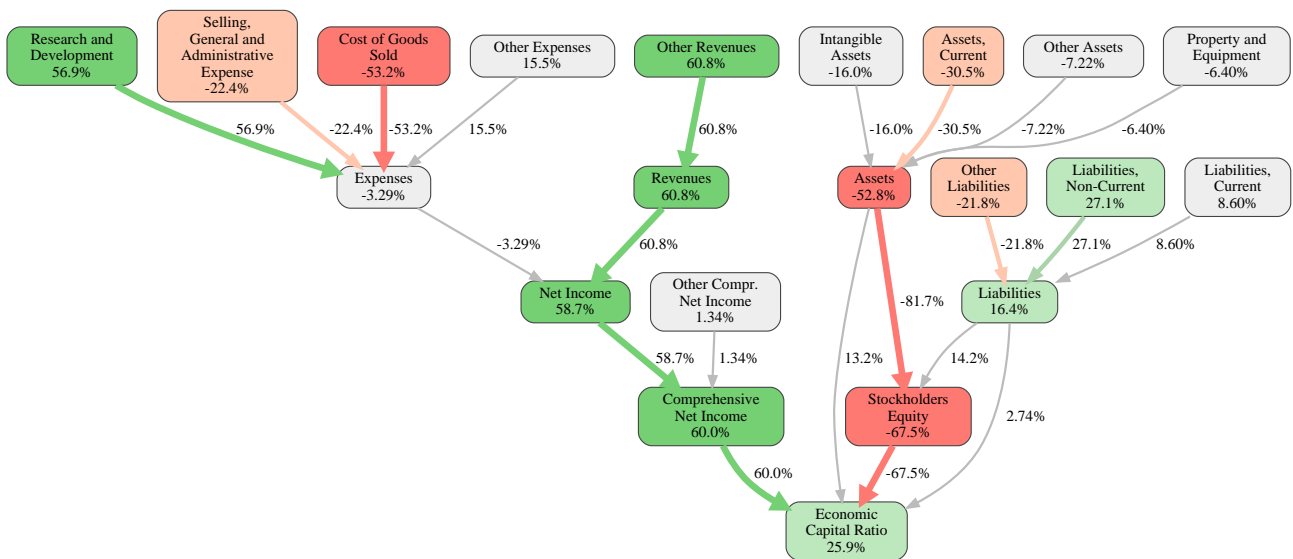 Research and
Development
56.9%
Selling,
General and
Administrative
Expense
-22.4%
Cost of Goods
Sold
-53.2%
Other Expenses
15.5%
Other Revenues
60.8%
Intangible
Assets
-16.0%
Assets,
Current
-30.5%
Other Assets
-7.22%
Property and
Equipment
-6.40%
56.9%
-22.4%
-53.2%
15.5%
60.8%
-16.0%
-30.5%
-7.22%
-6.40%
Expenses
-3.29%
Revenues
60.8%
Assets
-52.8%
Other
Liabilities
-21.8%
Liabilities,
Non-Current
27.1%
Liabilities,
Current
8.60%
-3.29%
60.8%
-21.8%
27.1%
8.60%
Net Income
58.7%
Other Compr.
Net Income
1.34%
-81.7%
Liabilities
16.4%
58.7%
1.34%
13.2%
14.2%
Comprehensive
Net Income
60.0%
Stockholders
Equity
-67.5%
2.74%
60.0%
-67.5%
Economic
Capital Ratio
25.9%